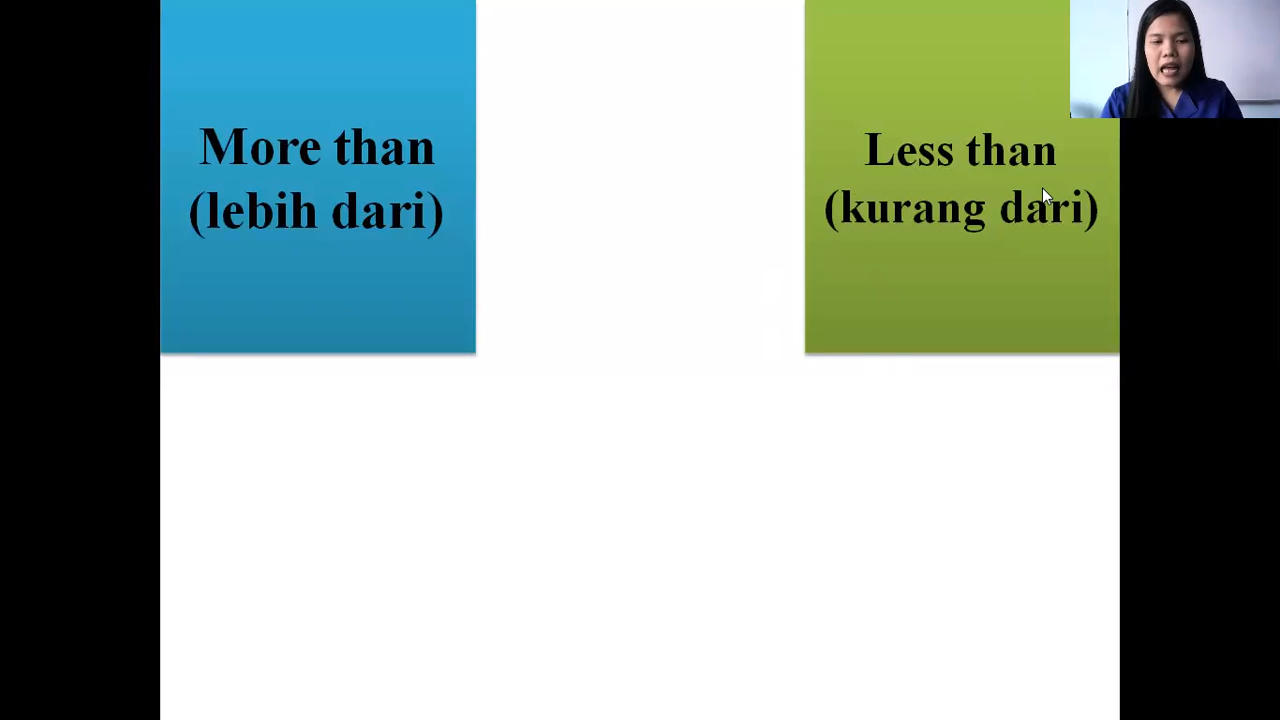 More than
(lebih dari)
Less than
(kurang dari)